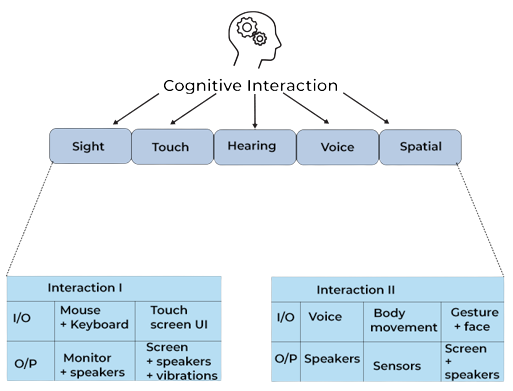 Cognitive Interaction
Sight
Touch
Hearing
Voice
Spatial
Interaction I
I/O
Mouse
+ Keyboard
Touch
screen UI
O/P
Monitor
+ speakers
Screen
+ speakers
+ vibrations
Interaction II
I/O
Voice
Body
movement
Gesture
+ face
O/P
Speakers
Sensors
Screen
+
speakers